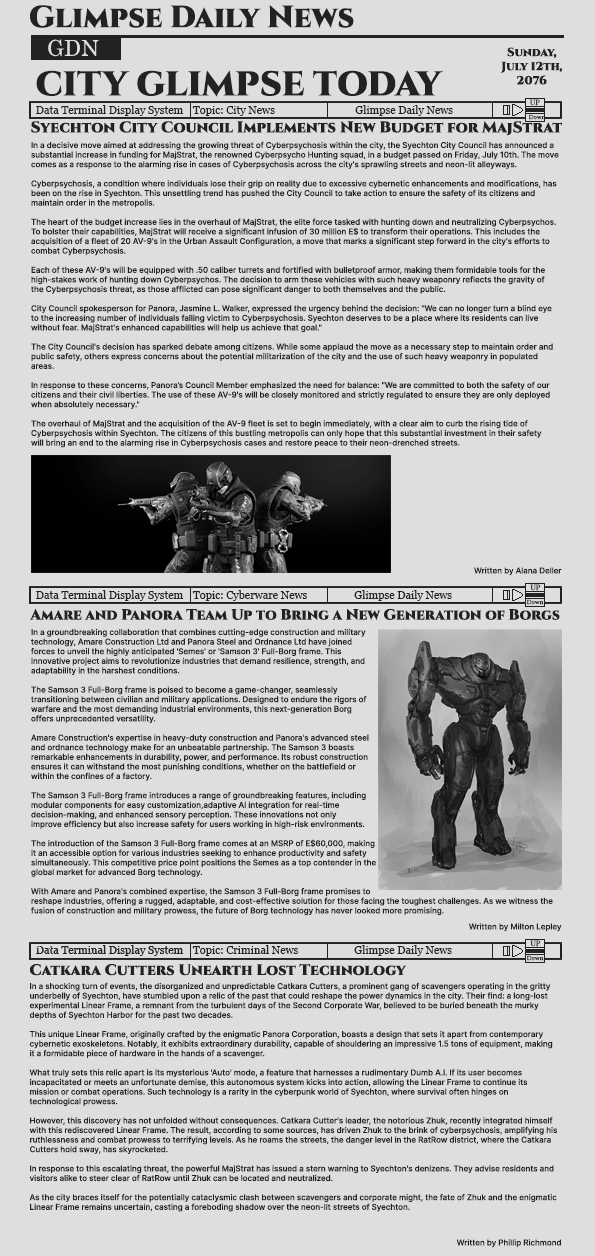 Glimpse Daily News
GDN
Sunday,
July 12th,
2076
CITY GLIMPSE TODAY
Data Terminal Display System Topic: City News Glimpse Daily News UP Down
Syechton City Council Implements New Budget for MajStrat
In a decisive move aimed at addressing the growing threat of Cyberpsychosis within the city, the Syechton City Council has announced a
substantial increase in funding for MajStrat, the renowned Cyberpsycho Hunting squad, in a budget passed on Friday, July 10th. The move
comes as a response to the alarming rise in cases of Cyberpsychosis across the city's sprawling streets and neon-lit alleyways.
Cyberpsychosis, a condition where individuals lose their grip on reality due to excessive cybernetic enhancements and modifications, has
been on the rise in Syechton. This unsettling trend has pushed the City Council to take action to ensure the safety of its citizens and
maintain order in the metropolis.
The heart of the budget increase lies in the overhaul of MajStrat, the elite force tasked with hunting down and neutralizing Cyberpsychos.
To bolster their capabilities, MajStrat will receive a significant infusion of 30 million E$ to transform their operations. This includes the
acquisition of a fleet of 20 AV-9's in the Urban Assault Configuration, a move that marks a significant step forward in the city's efforts to
combat Cyberpsychosis.
Each of these AV-9's will be equipped with .50 caliber turrets and fortified with bulletproof armor, making them formidable tools for the
high-stakes work of hunting down Cyberpsychos. The decision to arm these vehicles with such heavy weaponry reflects the gravity of
the Cyberpsychosis threat, as those afflicted can pose significant danger to both themselves and the public.
City Council spokesperson for Panora, Jasmine L. Walker, expressed the urgency behind the decision: "We can no longer turn a blind eye
to the increasing number of individuals falling victim to Cyberpsychosis. Syechton deserves to be a place where its residents can live
without fear. MajStrat's enhanced capabilities will help us achieve that goal."
The City Council's decision has sparked debate among citizens. While some applaud the move as a necessary step to maintain order and
public safety, others express concerns about the potential militarization of the city and the use of such heavy weaponry in populated
areas.
In response to these concerns, Panora's Council Member emphasized the need for balance: "We are committed to both the safety of our
citizens and their civil liberties. The use of these AV-9's will be closely monitored and strictly regulated to ensure they are only deployed
when absolutely necessary."
The overhaul of MajStrat and the acquisition of the AV-9 fleet is set to begin immediately, with a clear aim to curb the rising tide of
Cyberpsychosis within Syechton. The citizens of this bustling metropolis can only hope that this substantial investment in their safety
will bring an end to the alarming rise in Cyberpsychosis cases and restore peace to their neon-drenched streets.
Written by Alana Deller
Data Terminal Display System Topic: Cyberware News Glimpse Daily News UP Down
Amare and Panora Team Up to Bring a New Generation of Borgs
In a groundbreaking collaboration that combines cutting-edge construction and military
technology, Amare Construction Ltd and Panora Steel and Ordnance Ltd have joined
forces to unveil the highly anticipated 'Semes' or 'Samson 3' Full-Borg frame. This
innovative project aims to revolutionize industries that demand resilience, strength, and
adaptability in the harshest conditions.
The Samson 3 Full-Borg frame is poised to become a game-changer, seamlessly
transitioning between civilian and military applications. Designed to endure the rigors of
warfare and the most demanding industrial environments, this next-generation Borg
offers unprecedented versatility.
Amare Construction's expertise in heavy-duty construction and Panora's advanced steel
and ordnance technology make for an unbeatable partnership. The Samson 3 boasts
remarkable enhancements in durability, power, and performance. Its robust construction
ensures it can withstand the most punishing conditions, whether on the battlefield or
within the confines of a factory.
The Samson 3 Full-Borg frame introduces a range of groundbreaking features, including
modular components for easy customization,adaptive AI integration for real-time
decision-making, and enhanced sensory perception. These innovations not only
improve efficiency but also increase safety for users working in high-risk environments.
The introduction of the Samson 3 Full-Borg frame comes at an MSRP of E$60,000, making
it an accessible option for various industries seeking to enhance productivity and safety
simultaneously. This competitive price point positions the Semes as a top contender in the
global market for advanced Borg technology.
With Amare and Panora's combined expertise, the Samson 3 Full-Borg frame promises to
reshape industries, offering a rugged, adaptable, and cost-effective solution for those facing the toughest challenges. As we witness the
fusion of construction and military prowess, the future of Borg technology has never looked more promising.
Written by Milton Lepley
Data Terminal Display System Topic: Criminal News Glimpse Daily News UP Down
Catkara Cutters Unearth Lost Technology
In a shocking turn of events, the disorganized and unpredictable Catkara Cutters, a prominent gang of scavengers operating in the gritty
underbelly of Syechton, have stumbled upon a relic of the past that could reshape the power dynamics in the city. Their find: a long-lost
experimental Linear Frame, a remnant from the turbulent days of the Second Corporate War, believed to be buried beneath the murky
depths of Syechton Harbor for the past two decades.
This unique Linear Frame, originally crafted by the enigmatic Panora Corporation, boasts a design that sets it apart from contemporary
cybernetic exoskeletons. Notably, it exhibits extraordinary durability, capable of shouldering an impressive 1.5 tons of equipment, making
it a formidable piece of hardware in the hands of a scavenger.
What truly sets this relic apart is its mysterious 'Auto' mode, a feature that harnesses a rudimentary Dumb A.I. If its user becomes
incapacitated or meets an unfortunate demise, this autonomous system kicks into action, allowing the Linear Frame to continue its
mission or combat operations. Such technology is a rarity in the cyberpunk world of Syechton, where survival often hinges on
technological prowess.
However, this discovery has not unfolded without consequences. Catkara Cutter's leader, the notorious Zhuk, recently integrated himself
with this rediscovered Linear Frame. The result, according to some sources, has driven Zhuk to the brink of cyberpsychosis, amplifying his
ruthlessness and combat prowess to terrifying levels. As he roams the streets, the danger level in the RatRow district, where the Catkara
Cutters hold sway, has skyrocketed.
In response to this escalating threat, the powerful MajStrat has issued a stern warning to Syechton's denizens. They advise residents and
visitors alike to steer clear of RatRow until Zhuk can be located and neutralized.
As the city braces itself for the potentially cataclysmic clash between scavengers and corporate might, the fate of Zhuk and the enigmatic
Linear Frame remains uncertain, casting a foreboding shadow over the neon-lit streets of Syechton.
Written by Phillip Richmond